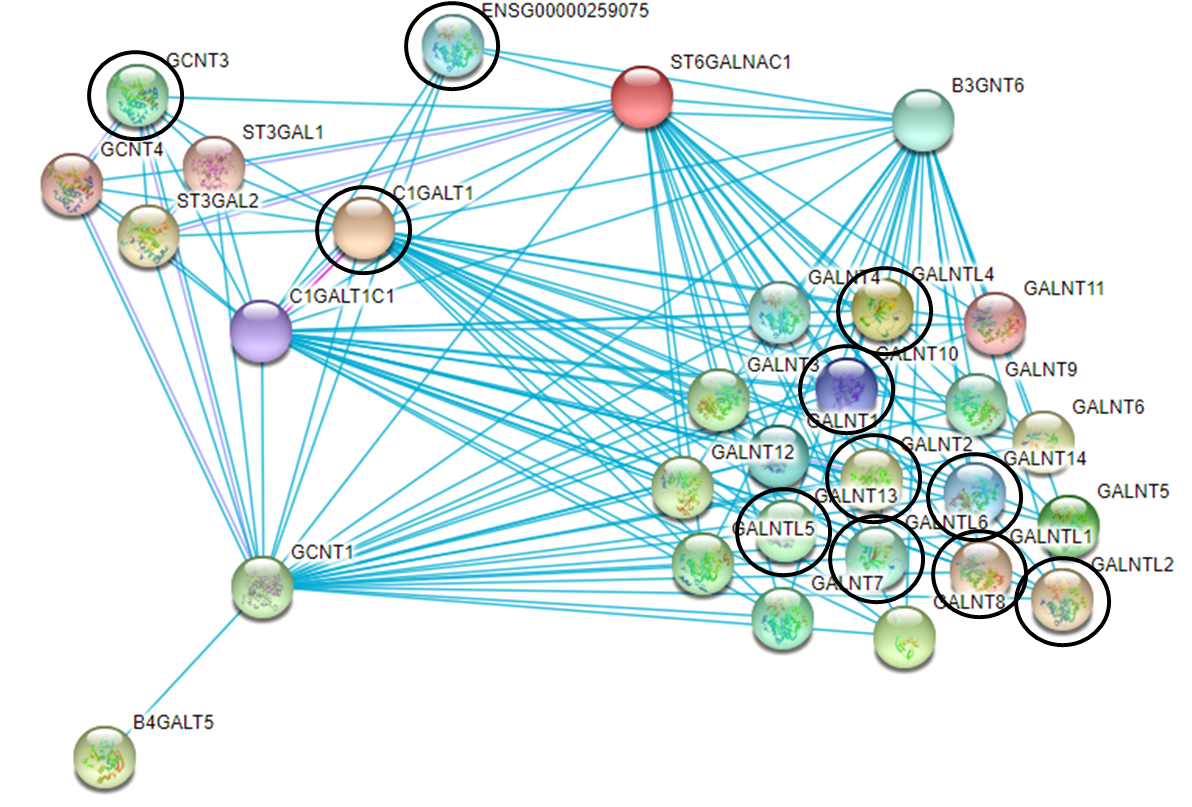 ENSG00000259075
GCNT3
ST6GALNAC1
B3GNT6
ST3GAL1
GCNT4
C1GALT1
ST3GAL2
GALNT4
GALNTL4
GALNT11
C1GALT1C1
GALNT10
GALNT3
GALNT9
GALNT6
GALNT1
GALNT2
GALNT12
GALNT14
GALNT5
GALNT13
GALNTL5
GALNTL6
GALNTL1
GCNT1
GALNTL2
GALNT7
GALNT8
B4GALT5